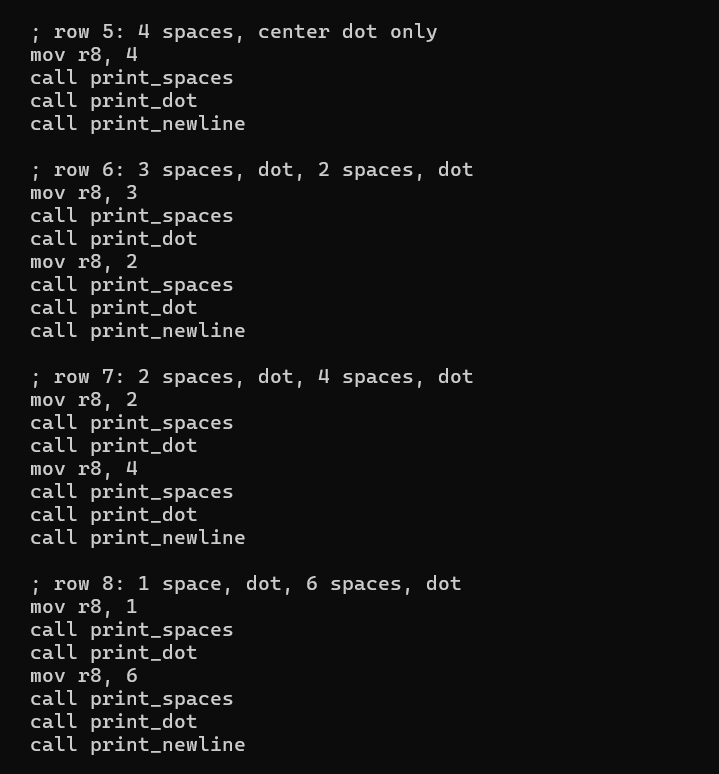 ; row 5: 4 spaces, center dot only
mov r8, 4
call print_spaces
call print_dot
call print_newline

; row 6: 3 spaces, dot, 2 spaces, dot
mov r8, 3
call print_spaces
call print_dot
mov r8, 2
call print_spaces
call print_dot
call print_newline

; row 7: 2 spaces, dot, 4 spaces, dot
mov r8, 2
call print_spaces
call print_dot
mov r8, 4
call print_spaces
call print_dot
call print_newline

; row 8: 1 space, dot, 6 spaces, dot
mov r8, 1
call print_spaces
call print_dot
mov r8, 6
call print_spaces
call print_dot
call print_newline